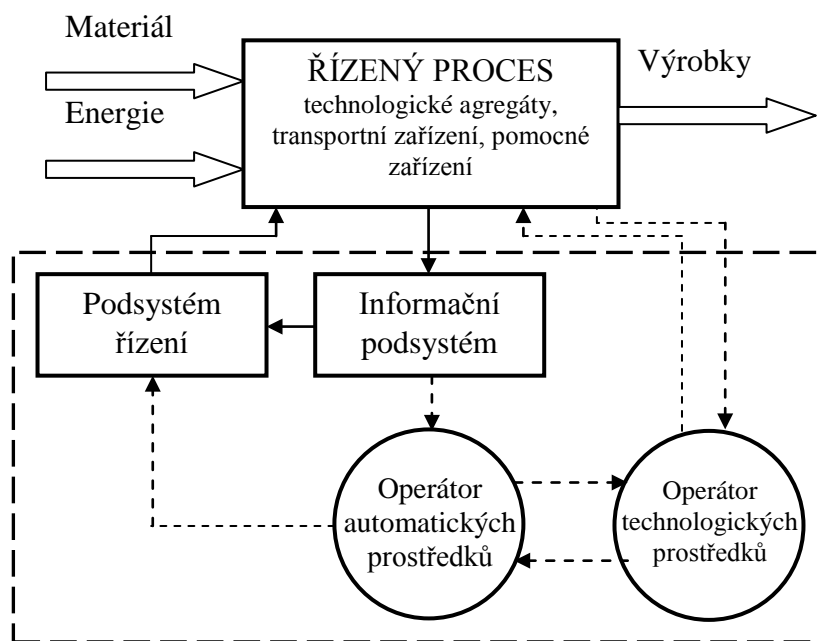 Materiál
Energie
ŘÍZENÝ PROCES
technologické agregáty,
transportní zařízení, pomocné
zařízení
Výrobky
Podsystém
řízení
Informační
podsystém
Operátor
automatických
prostředků
Operátor
technologických
prostředků